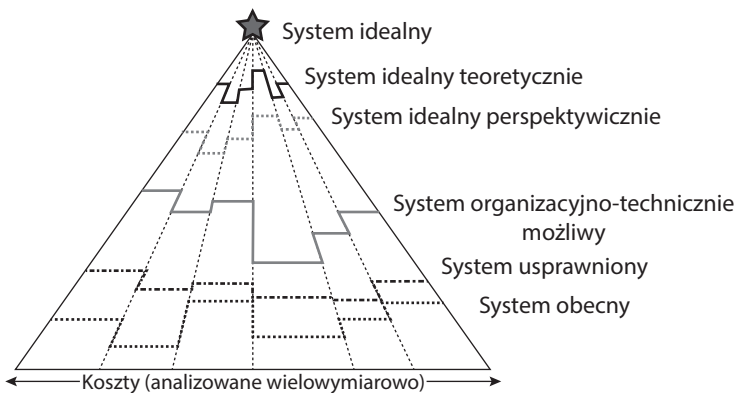 System idealny
System idealny teoretycznie
System idealny perspektywicznie
System organizacyjno-technicznie
możliwy
System usprawniony
System obecny
Koszty (analizowane wielowymiarowo)